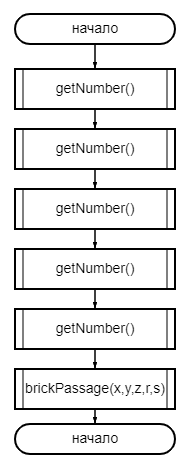 начало
getNumber()
getNumber()
getNumber()
getNumber()
getNumber()
brickPassage(x,y,z,r,s)
начало